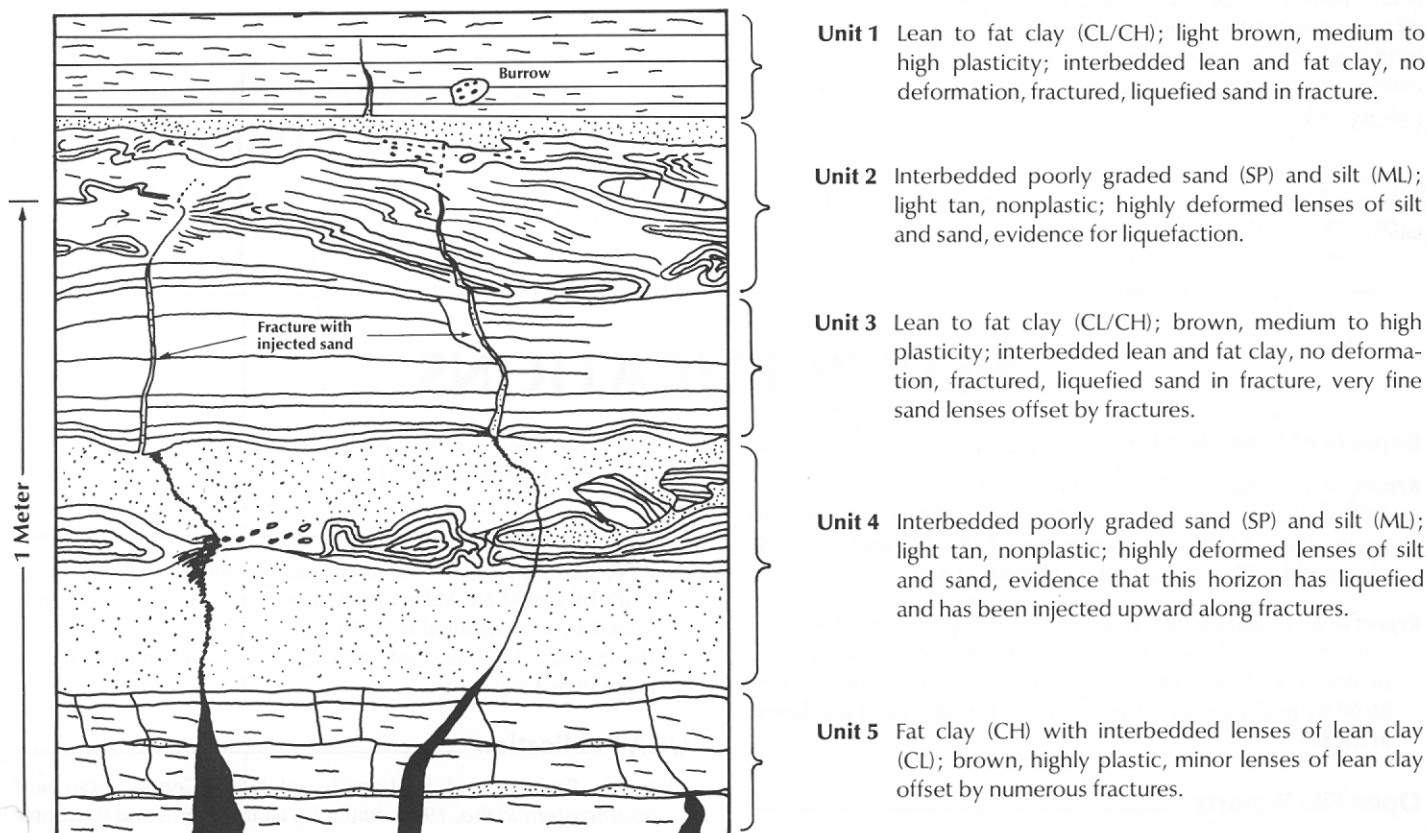 Burrow
Fracture with
injected sand
1 Meter
Unit 1 Lean to fat clay (CL/CH); light brown, medium to
high plasticity; interbedded lean and fat clay, no
deformation, fractured, liquefied sand in fracture.
Unit 2 Interbedded poorly graded sand (SP) and silt (ML);
light tan, nonplastic; highly deformed lenses of silt
and sand, evidence for liquefaction.
Unit 3 Lean to fat clay (CL/CH); brown, medium to high
plasticity; interbedded lean and fat clay, no deforma-
tion, fractured, liquefied sand in fracture, very fine
sand lenses offset by fractures.
Unit 4 Interbedded poorly graded sand (SP) and silt (ML);
light tan, nonplastic; highly deformed lenses of silt
and sand, evidence that this horizon has liquefied
and has been injected upward along fractures.
Unit 5 Fat clay (CH) with interbedded lenses of lean clay
(CL); brown, highly plastic, minor lenses of lean clay
offset by numerous fractures.